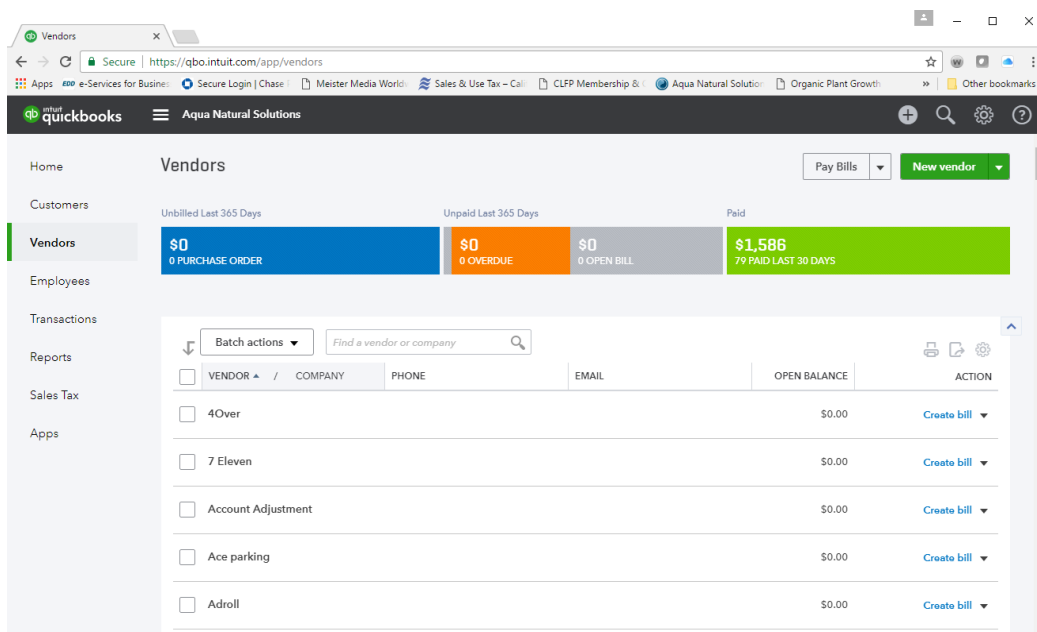 Vendors
Secure | https://qbo.intuit.com/app/vendors
Apps EDD e-Services for Busines Secure Login | Chase Meister Media World Sales & Use Tax – Cali CLFP Membership & Aqua Natural Solution Organic Plant Growth » Other bookmarks
qb intuit quickbooks Aqua Natural Solutions
Home
Customers
Vendors
Employees
Transactions
Reports
Sales Tax
Apps
Vendors
Pay Bills New vendor
Unbilled Last 365 Days Unpaid Last 365 Days Paid
$0 $0 $0 $1,586
0 PURCHASE ORDER 0 OVERDUE 0 OPEN BILL 79 PAID LAST 30 DAYS
Batch actions Find a vendor or company
VENDOR / COMPANY PHONE EMAIL OPEN BALANCE ACTION
4Over $0.00 Create bill
7 Eleven $0.00 Create bill
Account Adjustment $0.00 Create bill
Ace parking $0.00 Create bill
Adroll $0.00 Create bill